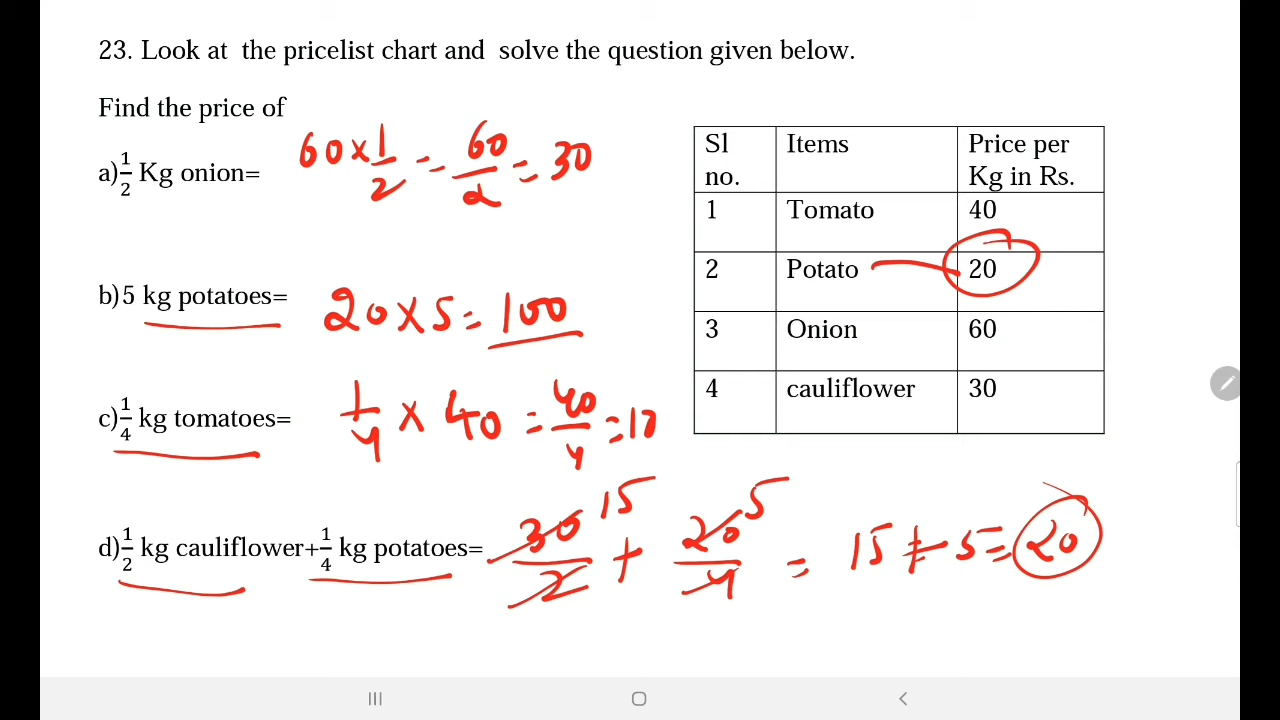 23. Look at the pricelist chart and solve the question given below.
Find the price of
a) 1/2 Kg onion= 60 × 1/2 = 60/2 = 30
b)5 kg potatoes= 20 × 5 = 100
c) 1/4 kg tomatoes= 1/4 × 40 = 40/4 = 10
d) 1/2 kg cauliflower+ 1/4 kg potatoes= 30/2 15 + 20/4 5 = 15 + 5 = 20
Sl no. Items Price per Kg in Rs.
1 Tomato 40
2 Potato 20
3 Onion 60
4 cauliflower 30